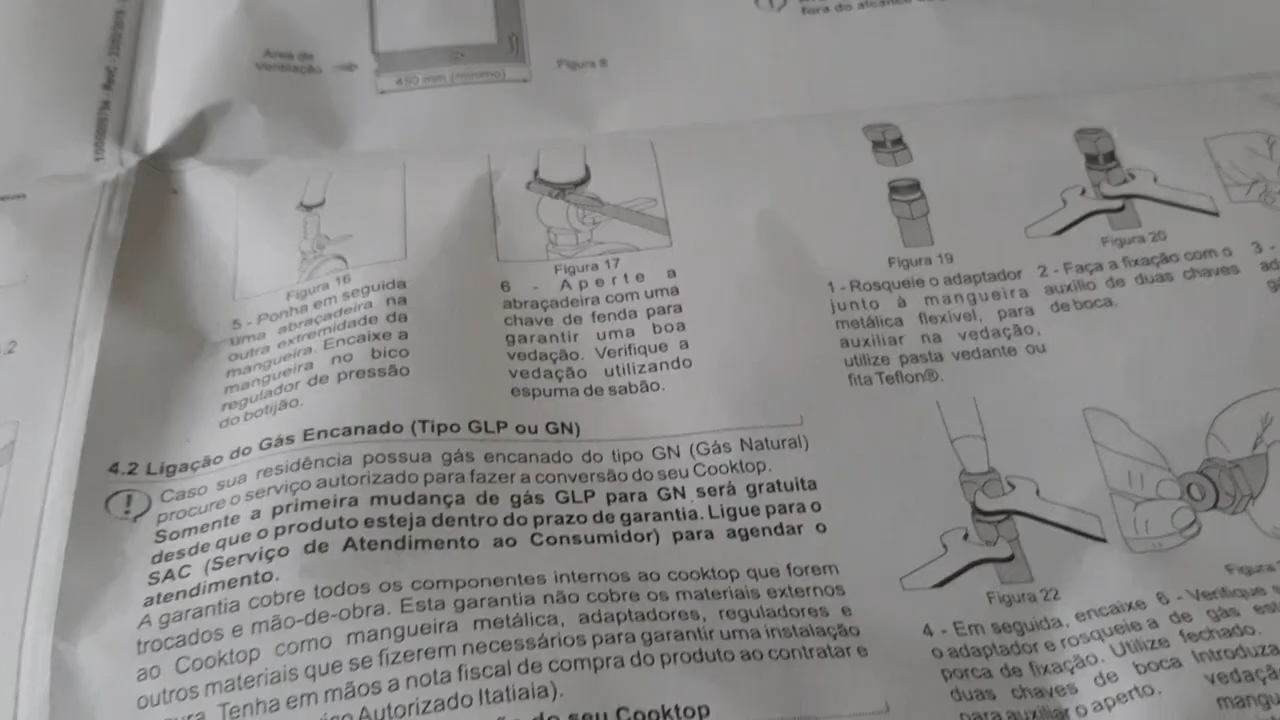 fora do alcance
Área de
Ventilação
450 mm (mínimo)
Figura 8
Figura 16
5 - Ponha em seguida
uma abraçadeira na
outra extremidade da
mangueira. Encaixe a
mangueira no bico
regulador de pressão
do botijão.
Figura 17
6 - Aperte a
abraçadeira com uma
chave de fenda para
garantir uma boa
vedação. Verifique a
vedação utilizando
espuma de sabão.
4.2 Ligação do Gás Encanado (Tipo GLP ou GN)
Caso sua residência possua gás encanado do tipo GN (Gás Natural)
procure o serviço autorizado para fazer a conversão do seu Cooktop.
Somente a primeira mudança de gás GLP para GN será gratuita
desde que o produto esteja dentro do prazo de garantia. Ligue para o
SAC (Serviço de Atendimento ao Consumidor) para agendar o
atendimento.
A garantia cobre todos os componentes internos ao cooktop que forem
trocados e mão-de-obra. Esta garantia não cobre os materiais externos
ao Cooktop como mangueira metálica, adaptadores, reguladores e
outros materiais que se fizerem necessários para garantir uma instalação
Tenha em mãos a nota fiscal de compra do produto ao contratar e
Autorizado Itatiaia).
do seu Cooktop
Figura 19
1 - Rosqueie o adaptador
junto à mangueira
metálica flexível, para
auxiliar na vedação,
utilize pasta vedante ou
fita Teflon®.
Figura 20
2 - Faça a fixação com o
auxílio de duas chaves
de boca.
3 -
Figura 22
4 - Em seguida, encaixe
o adaptador e rosqueie a
porca de fixação. Utilize
duas chaves de boca
para auxiliar o aperto.
Figura
6 - Verifique
de gás
fechado.
Introduza